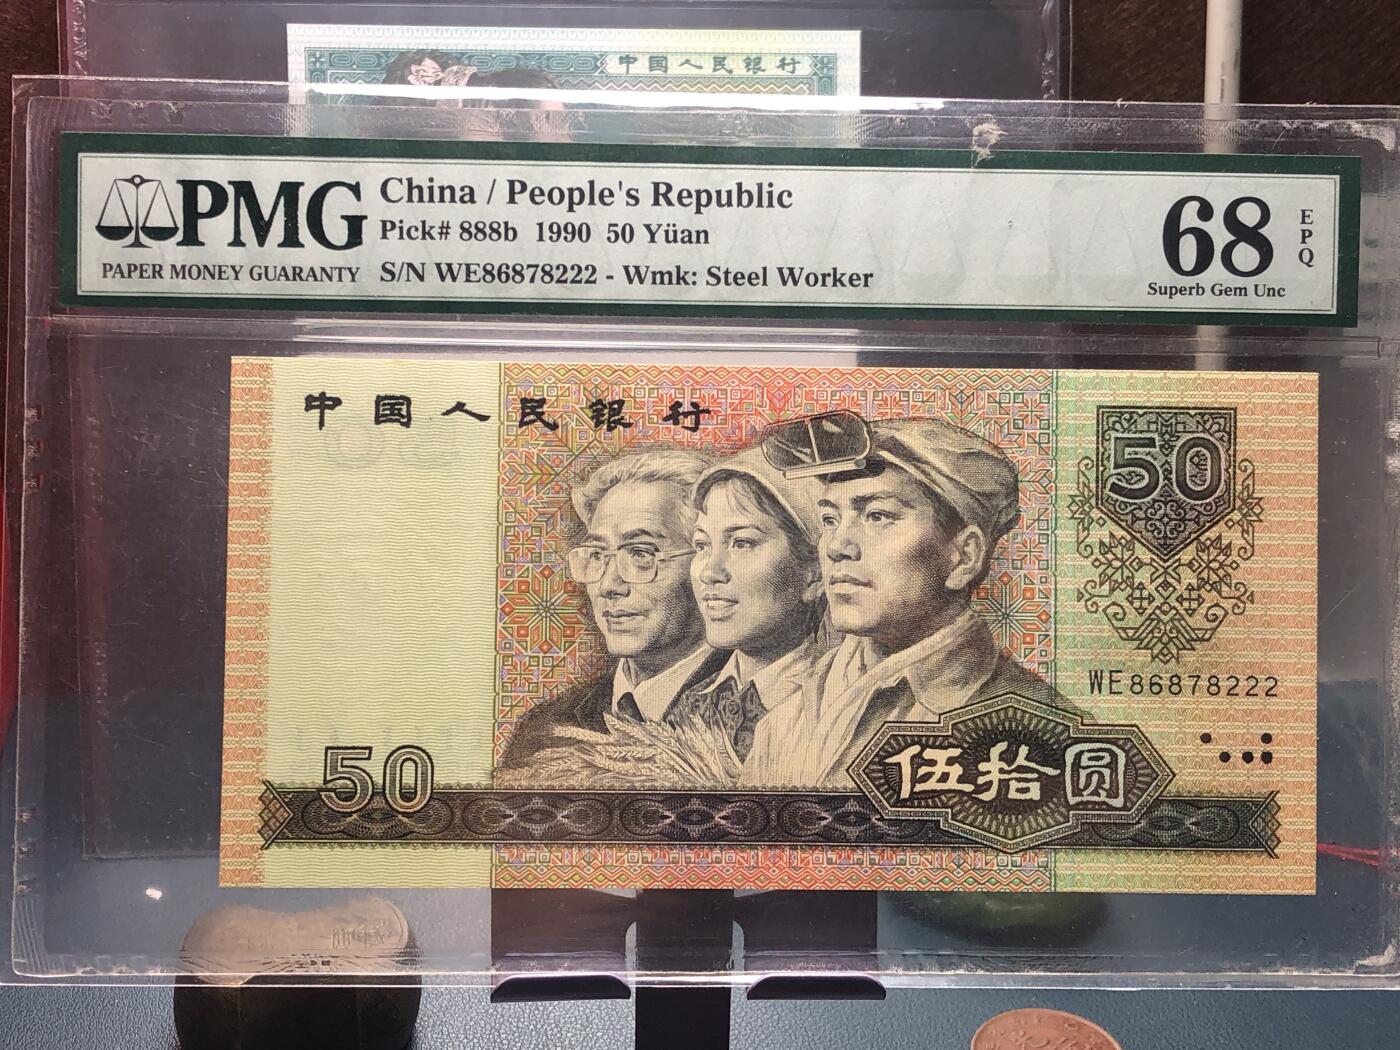 中国人民银行
PMG
PAPER MONEY GUARANTY
China / People's Republic
Pick# 888b 1990 50 Yüan
S/N WE86878222 - Wmk: Steel Worker
68
EPQ
Superb Gem Unc
中国人民银行
50
WE86878222
50
伍拾圆